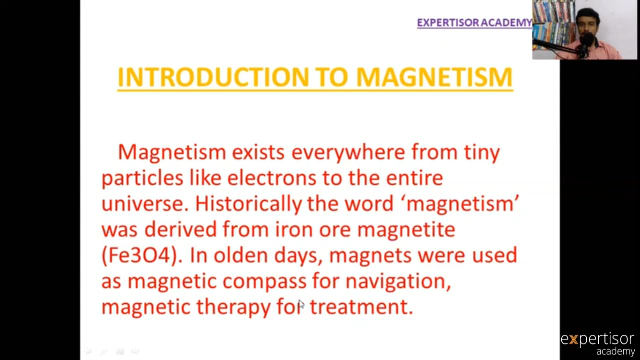 EXPERTISOR ACADEMY
INTRODUCTION TO MAGNETISM
Magnetism exists everywhere from tiny
particles like electrons to the entire
universe. Historically the word ‘magnetism’
was derived from iron ore magnetite
(Fe3O4). In olden days, magnets were used
as magnetic compass for navigation,
magnetic therapy for treatment.
expertisor
academy